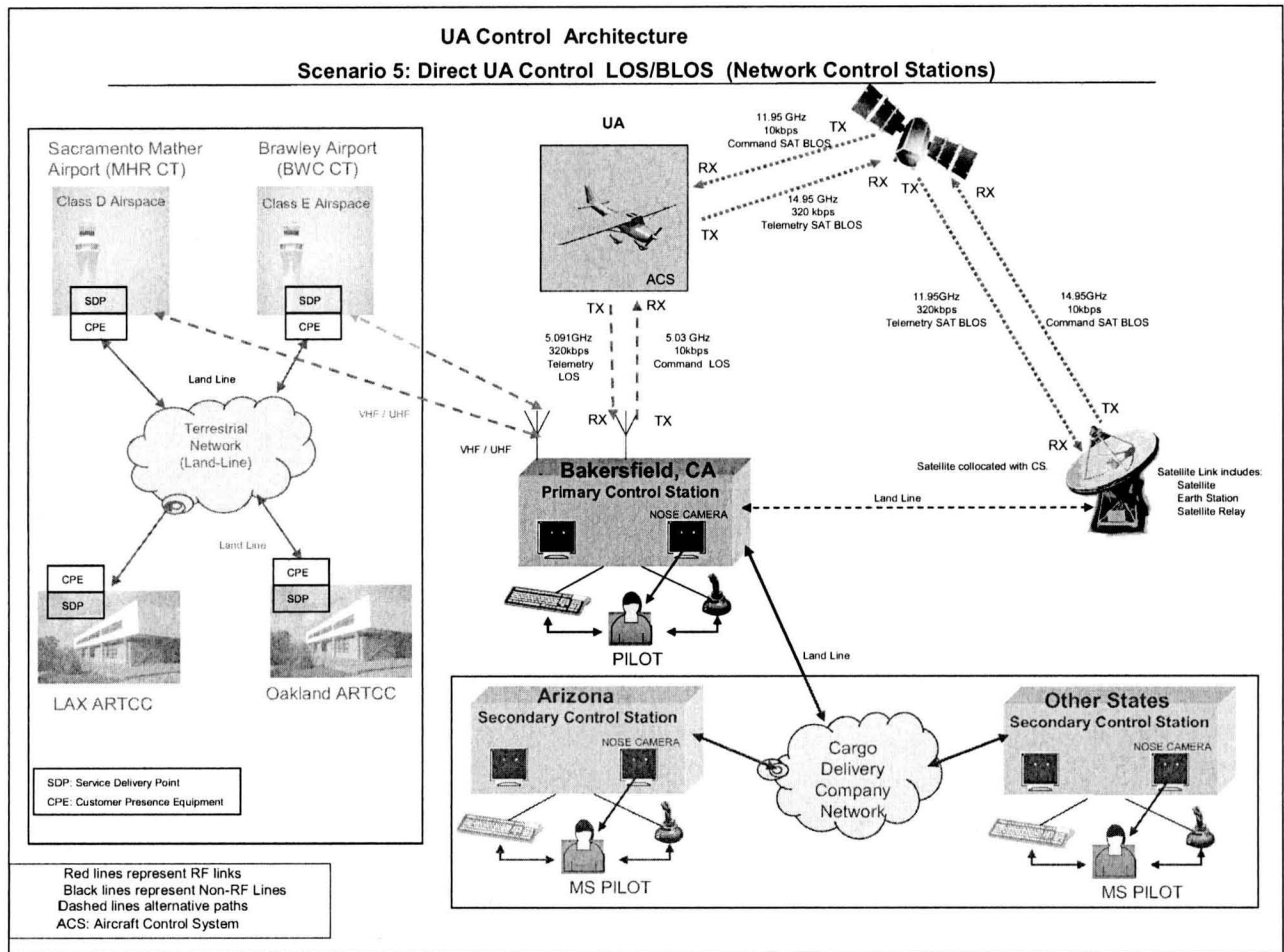 UA Control Architecture
Scenario 5: Direct UA Control LOS/BLOS (Network Control Stations)
Sacramento Mather
Airport (MHR CT)
Class D Airspace
SDP
CPE
Brawley Airport
(BWC CT)
Class E Airspace
SDP
CPE
Land Line
VHF / UHF
Terrestrial
Network
(Land-Line)
Land Line
CPE
SDP
LAX ARTCC
CPE
SDP
Oakland ARTCC
SDP: Service Delivery Point
CPE: Customer Presence Equipment
Red lines represent RF links
Black lines represent Non-RF Lines
Dashed lines alternative paths
ACS: Aircraft Control System
UA
ACS
RX
TX
11.95 GHz
10kbps
Command SAT BLOS
TX
14.95 GHz
320 kbps
Telemetry SAT BLOS
RX
TX
RX
TX
RX
5.091GHz
320kbps
Telemetry
LOS
5.03 GHz
10kbps
Command LOS
RX
TX
VHF / UHF
11.95GHz
320kbps
Telemetry SAT BLOS
14.95GHz
10kbps
Command SAT BLOS
TX
RX
Satellite collocated with CS.
Satellite Link includes:
Satellite
Earth Station
Satellite Relay
Land Line
Bakersfield, CA
Primary Control Station
NOSE CAMERA
PILOT
Land Line
Arizona
Secondary Control Station
NOSE CAMERA
MS PILOT
Cargo
Delivery
Company
Network
Other States
Secondary Control Station
NOSE CAMERA
MS PILOT